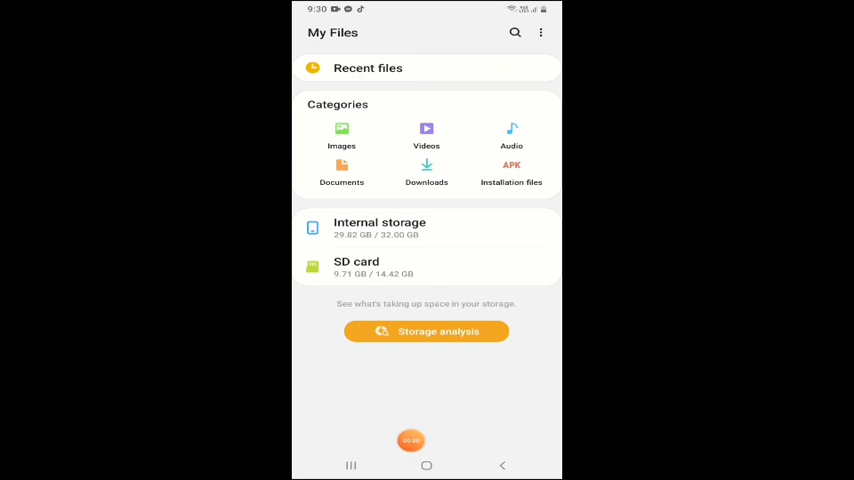 9:30
My Files
Recent files
Categories
Images
Videos
Audio
APK
Documents
Downloads
Installation files
Internal storage
29.82 GB / 32.00 GB
SD card
9.71 GB / 14.42 GB
See what's taking up space in your storage.
Storage analysis